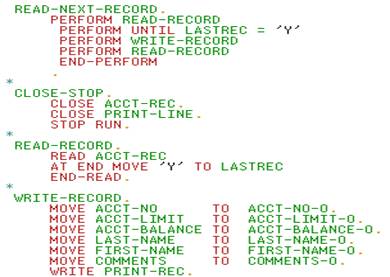 READ-NEXT-RECORD.
    PERFORM READ-RECORD
     PERFORM UNTIL LASTREC = 'Y'
     PERFORM WRITE-RECORD
     PERFORM READ-RECORD
     END-PERFORM
    .
*
CLOSE-STOP.
    CLOSE ACCT-REC.
    CLOSE PRINT-LINE.
    STOP RUN.
*
READ-RECORD.
    READ ACCT-REC
    AT END MOVE 'Y' TO LASTREC
    END-READ.
*
WRITE-RECORD.
    MOVE ACCT-NO      TO  ACCT-NO-O.
    MOVE ACCT-LIMIT   TO  ACCT-LIMIT-O.
    MOVE ACCT-BALANCE TO  ACCT-BALANCE-O.
    MOVE LAST-NAME    TO  LAST-NAME-O.
    MOVE FIRST-NAME   TO  FIRST-NAME-O.
    MOVE COMMENTS     TO  COMMENTS-O.
    WRITE PRINT-REC.